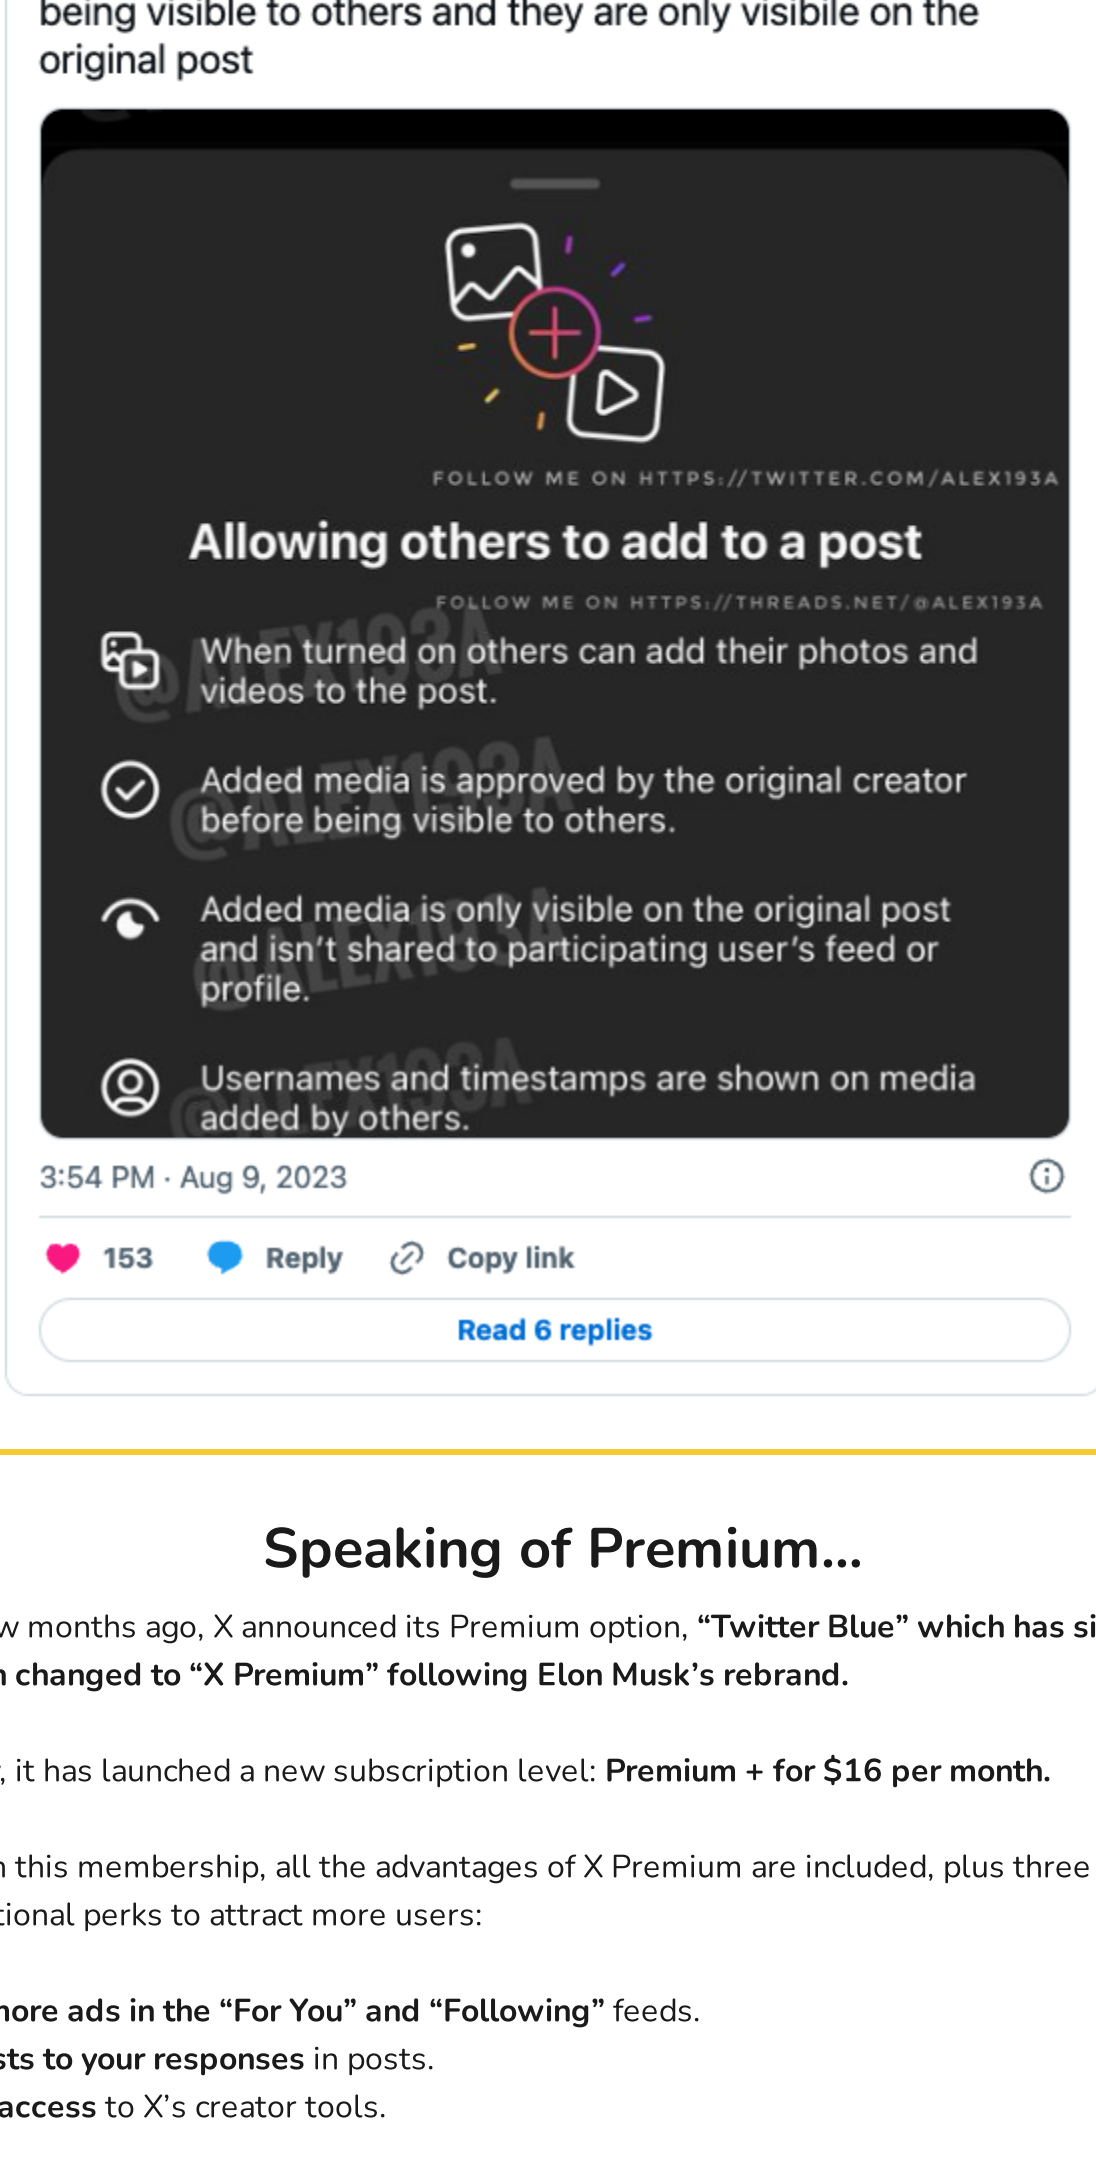 being visible to others and they are only visibile on the
original post
FOLLOW ME ON HTTPS://TWITTER.COM/ALEX193A
Allowing others to add to a post
FOLLOW ME ON HTTPS://THREADS.NET/@ALEX193A
@ALEX193A
When turned on others can add their photos and
videos to the post.
@ALEX193A
Added media is approved by the original creator
before being visible to others.
@ALEX193A
Added media is only visible on the original post
and isn't shared to participating user's feed or
profile.
@ALEX193A
Usernames and timestamps are shown on media
added by others.
3:54 PM · Aug 9, 2023
153 Reply Copy link
Read 6 replies
Speaking of Premium...
w months ago, X announced its Premium option, “Twitter Blue” which has si
n changed to “X Premium” following Elon Musk’s rebrand.
, it has launched a new subscription level: Premium + for $16 per month.
n this membership, all the advantages of X Premium are included, plus three
tional perks to attract more users:
more ads in the “For You” and “Following” feeds.
sts to your responses in posts.
access to X’s creator tools.